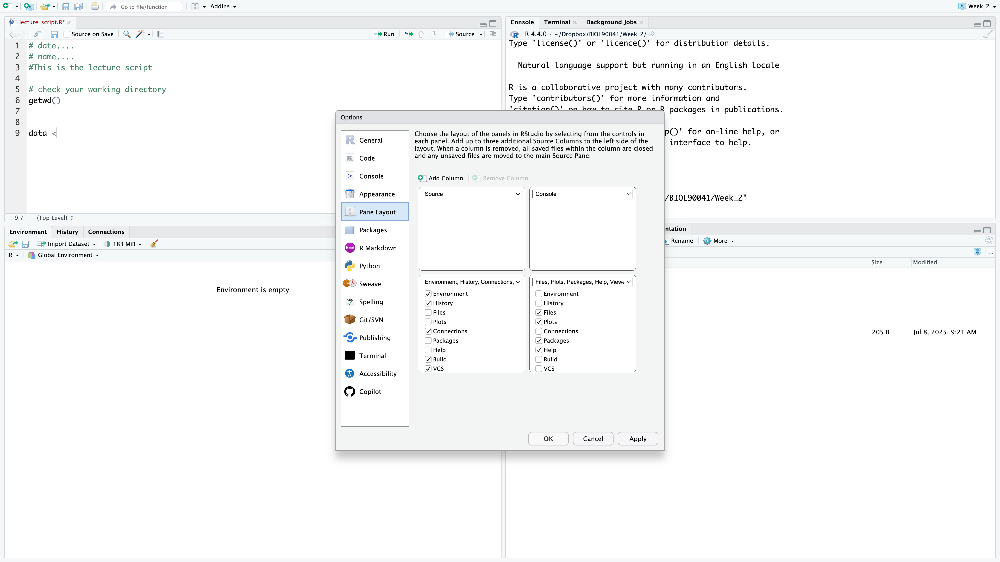 Go to file/function
Addins
Week_2
lecture_script.R*
Source on Save
Run
Source
1 # date....
2 # name....
3 #This is the lecture script
4
5 # check your working directory
6 getwd()
7
8
9 data <
9:7 (Top Level)
Console Terminal Background Jobs
R 4.4.0 · ~/Dropbox/BIOL90041/Week_2/
Type 'license()' or 'licence()' for distribution details.
Natural language support but running in an English locale
R is a collaborative project with many contributors.
Type 'contributors()' for more information and
'citation()' on how to cite R or R packages in publications.
p()' for on-line help, or
interface to help.
/BIOL90041/Week_2"
Environment History Connections
Import Dataset 183 MiB
R Global Environment
Environment is empty
ntation
Rename More
...
Size Modified
205 B Jul 8, 2025, 9:21 AM
Options
General
Code
> Console
Appearance
Pane Layout
Packages
Rmd R Markdown
Python
Rnw Sweave
ABC Spelling
Git/SVN
Publishing
Terminal
Accessibility
Copilot
Choose the layout of the panels in RStudio by selecting from the controls in
each panel. Add up to three additional Source Columns to the left side of the
layout. When a column is removed, all saved files within the column are closed
and any unsaved files are moved to the main Source Pane.
Add Column Remove Column
Source
Console
Environment, History, Connections,
Environment
History
Files
Plots
Connections
Packages
Help
Build
VCS
Files, Plots, Packages, Help, Viewe
Environment
History
Files
Plots
Connections
Packages
Help
Build
VCS
OK Cancel Apply